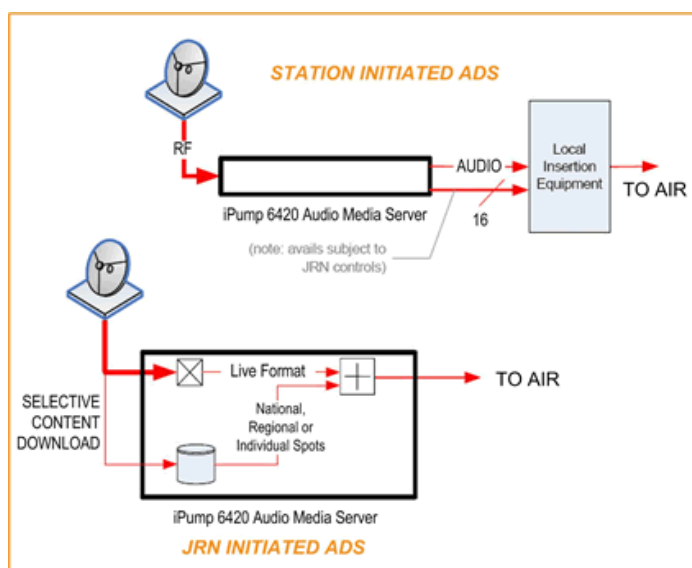 STATION INITIATED ADS
RF
AUDIO
Local
Insertion
Equipment
TO AIR
iPump 6420 Audio Media Server
16
(note: avails subject to
JRN controls)
Live Format
TO AIR
SELECTIVE
CONTENT
DOWNLOAD
National,
Regional or
Individual Spots
iPump 6420 Audio Media Server
JRN INITIATED ADS